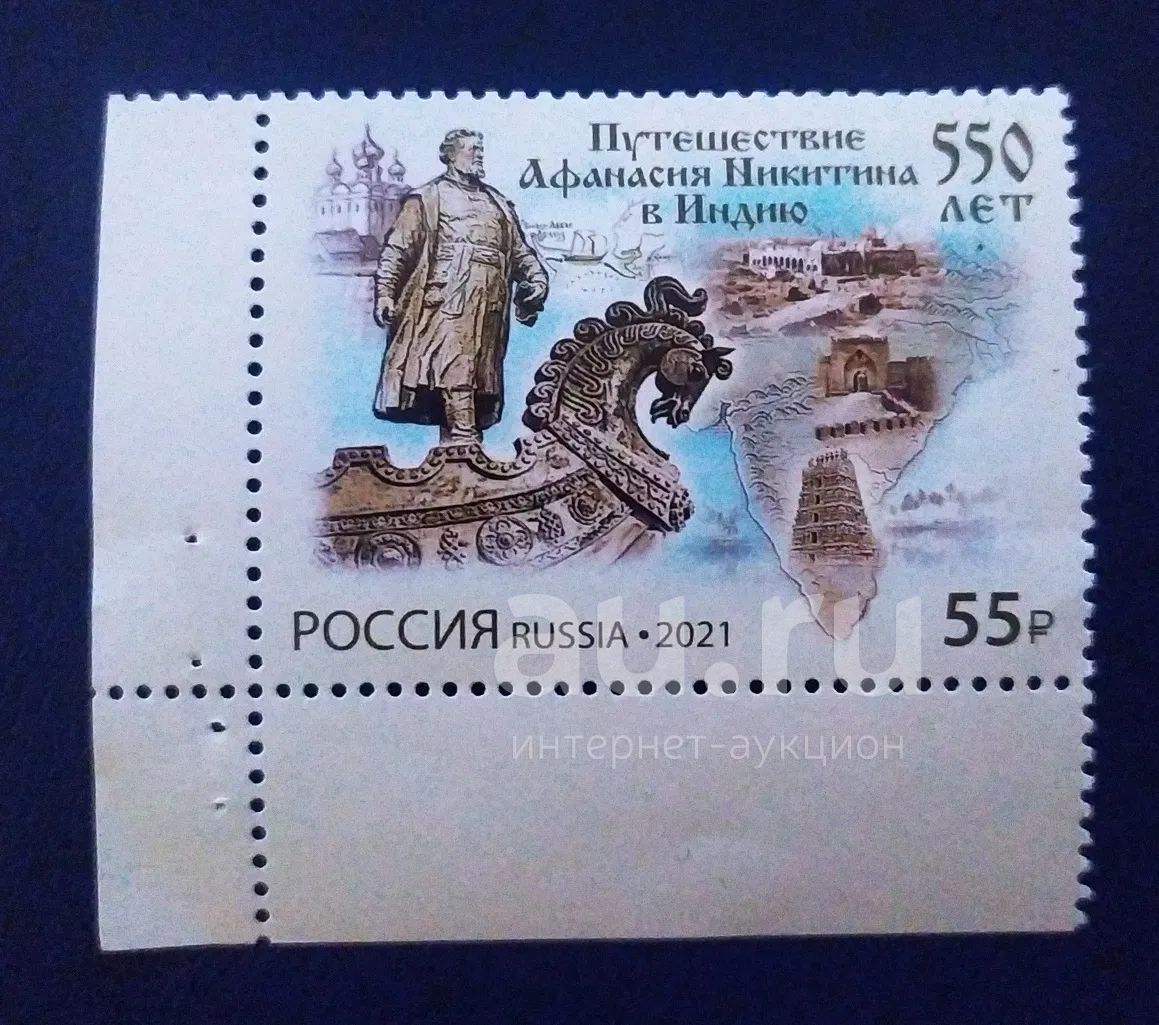 Путешествие
Афанасия Никитина
в Индию
550
лет
РОССИЯ RUSSIA • 2021
55₽
au.ru
интернет-аукцион